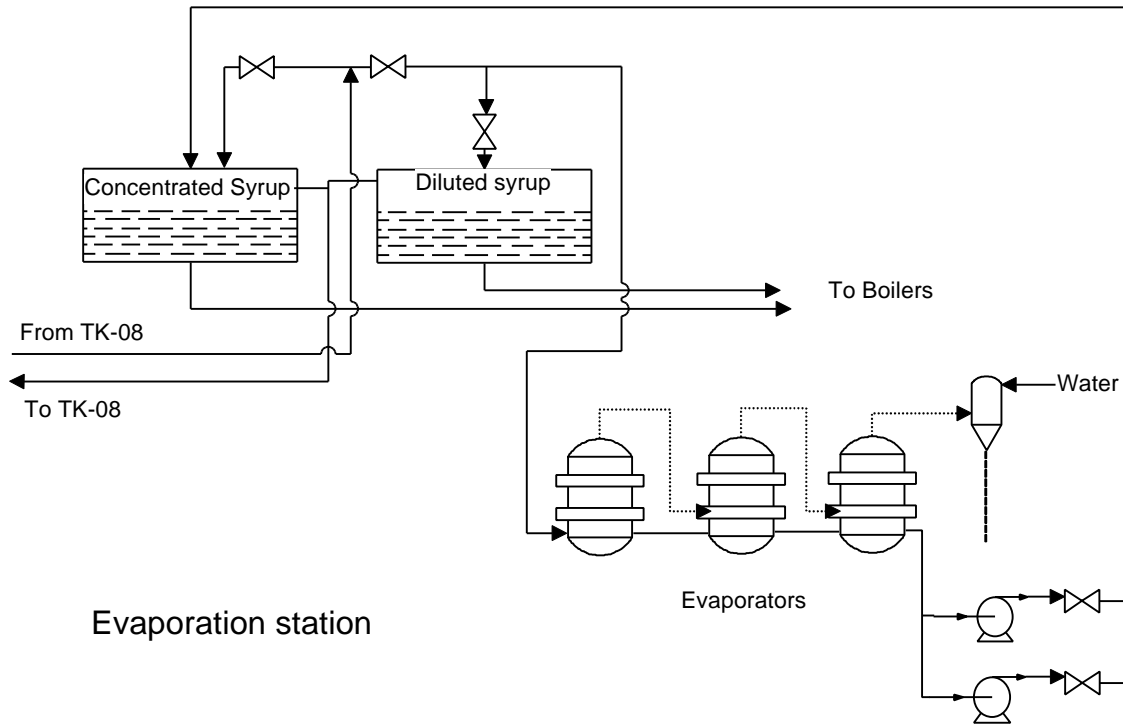 Concentrated Syrup
Diluted syrup
To Boilers
From TK-08
To TK-08
Water
Evaporators
Evaporation station